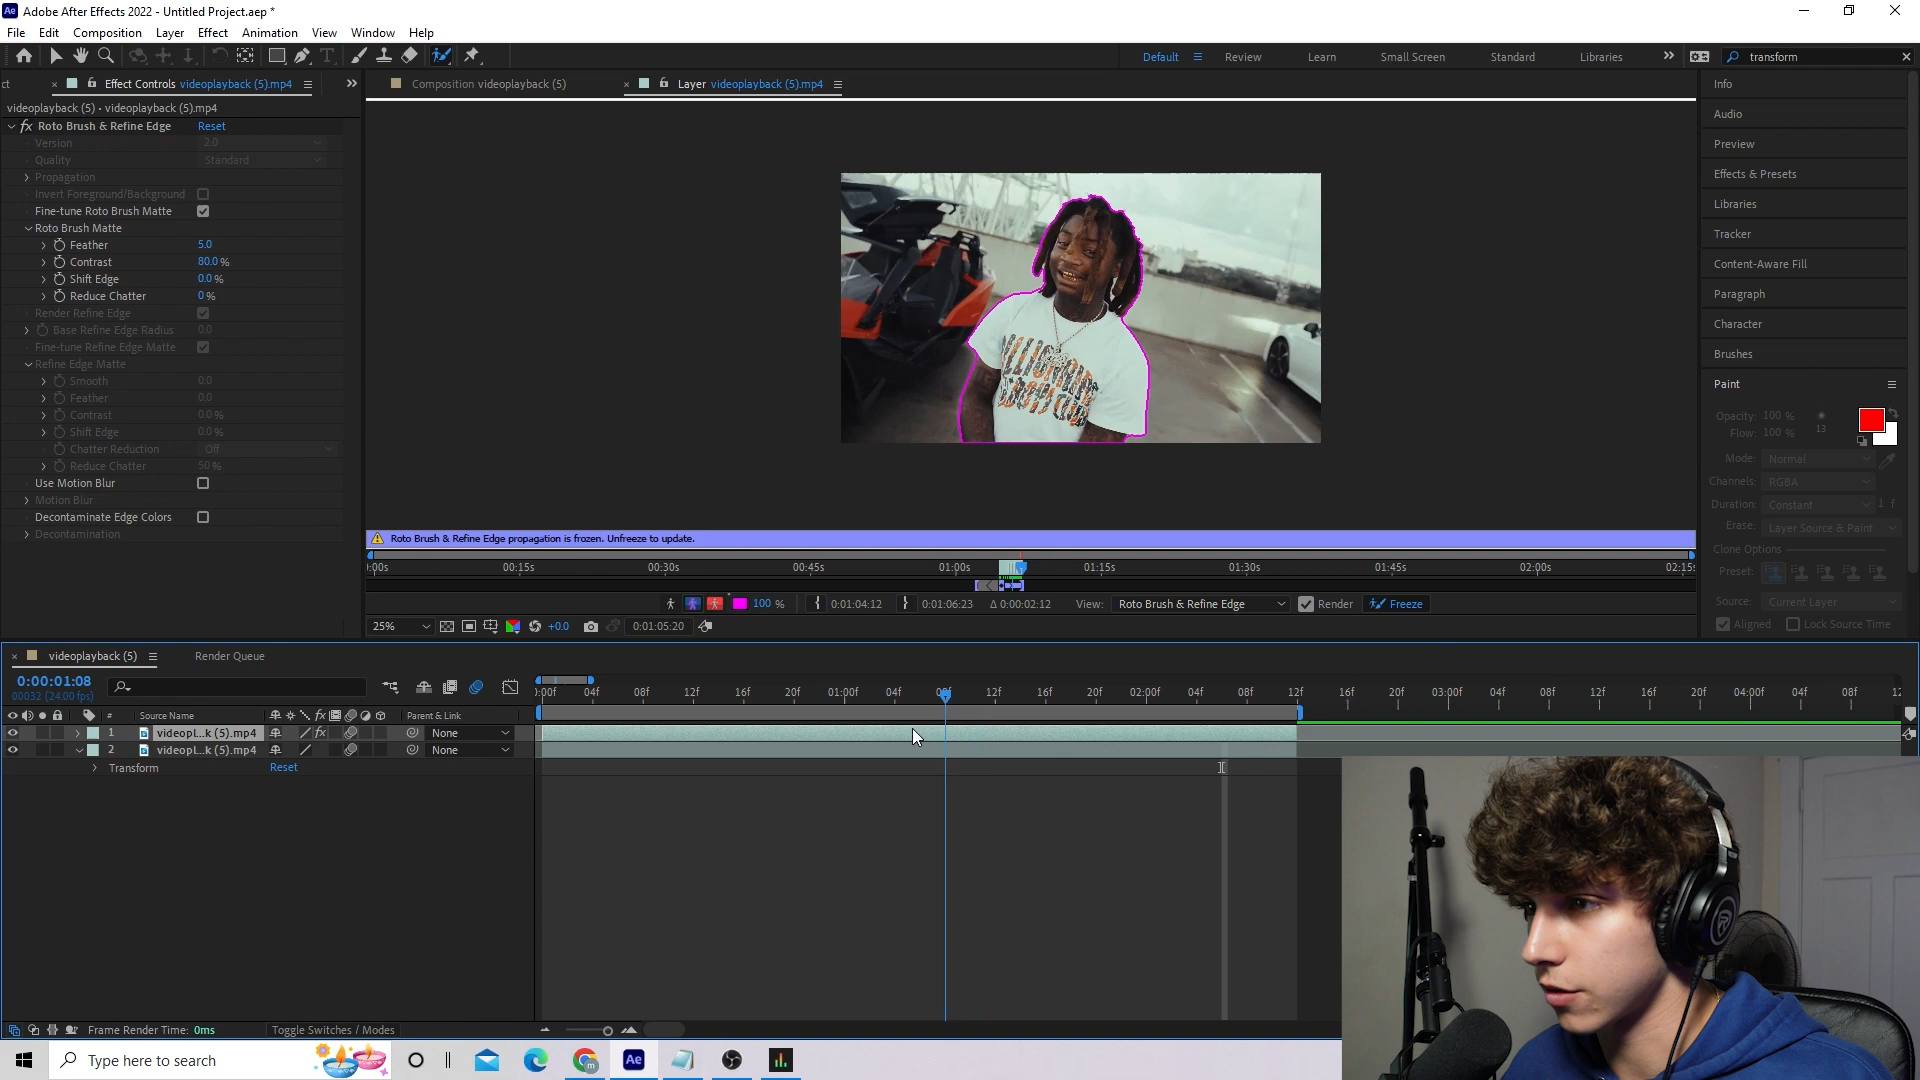 Adobe After Effects 2022 - Untitled Project.aep *
File Edit Composition Layer Effect Animation View Window Help
Default Review Learn Small Screen Standard Libraries transform
ct Effect Controls videoplayback (5).mp4
Composition videoplayback (5)
Layer videoplayback (5).mp4
videoplayback (5) • videoplayback (5).mp4
fx Roto Brush & Refine Edge Reset
Version 2.0
Quality Standard
Propagation
Invert Foreground/Background
Fine-tune Roto Brush Matte
Roto Brush Matte
Feather 5.0
Contrast 80.0 %
Shift Edge 0.0 %
Reduce Chatter 0 %
Render Refine Edge
Base Refine Edge Radius 0.0
Fine-tune Refine Edge Matte
Refine Edge Matte
Smooth 0.0
Feather 0.0
Contrast 0.0 %
Shift Edge 0.0 %
Chatter Reduction Off
Reduce Chatter 50 %
Use Motion Blur
Motion Blur
Decontaminate Edge Colors
Decontamination
Info
Audio
Preview
Effects & Presets
Libraries
Tracker
Content-Aware Fill
Paragraph
Character
Brushes
Paint
Opacity: 100 %
Flow: 100 % 13
Mode: Normal
Channels: RGBA
Duration: Constant 1 f
Erase: Layer Source & Paint
Clone Options
Preset:
Source: Current Layer
Aligned Lock Source Time
Roto Brush & Refine Edge propagation is frozen. Unfreeze to update.
):00s 00:15s 00:30s 00:45s 01:00s 01:15s 01:30s 01:45s 02:00s 02:15s
100 % 0:01:04:12 0:01:06:23 Δ 0:00:02:12 View: Roto Brush & Refine Edge Render Freeze
25% +0.0 0:01:05:20
videoplayback (5) Render Queue
0:00:01:08
00032 (24.00 fps)
):00f 04f 08f 12f 16f 20f 01:00f 04f 08f 12f 16f 20f 02:00f 04f 08f 12f 16f 20f 03:00f 04f 08f 12f 16f 20f 04:00f 04f 08f 12
# Source Name fx Parent & Link
1 videopl...k (5).mp4 fx None
2 videopl...k (5).mp4 None
Transform Reset
Frame Render Time: 0ms Toggle Switches / Modes
Type here to search Ae